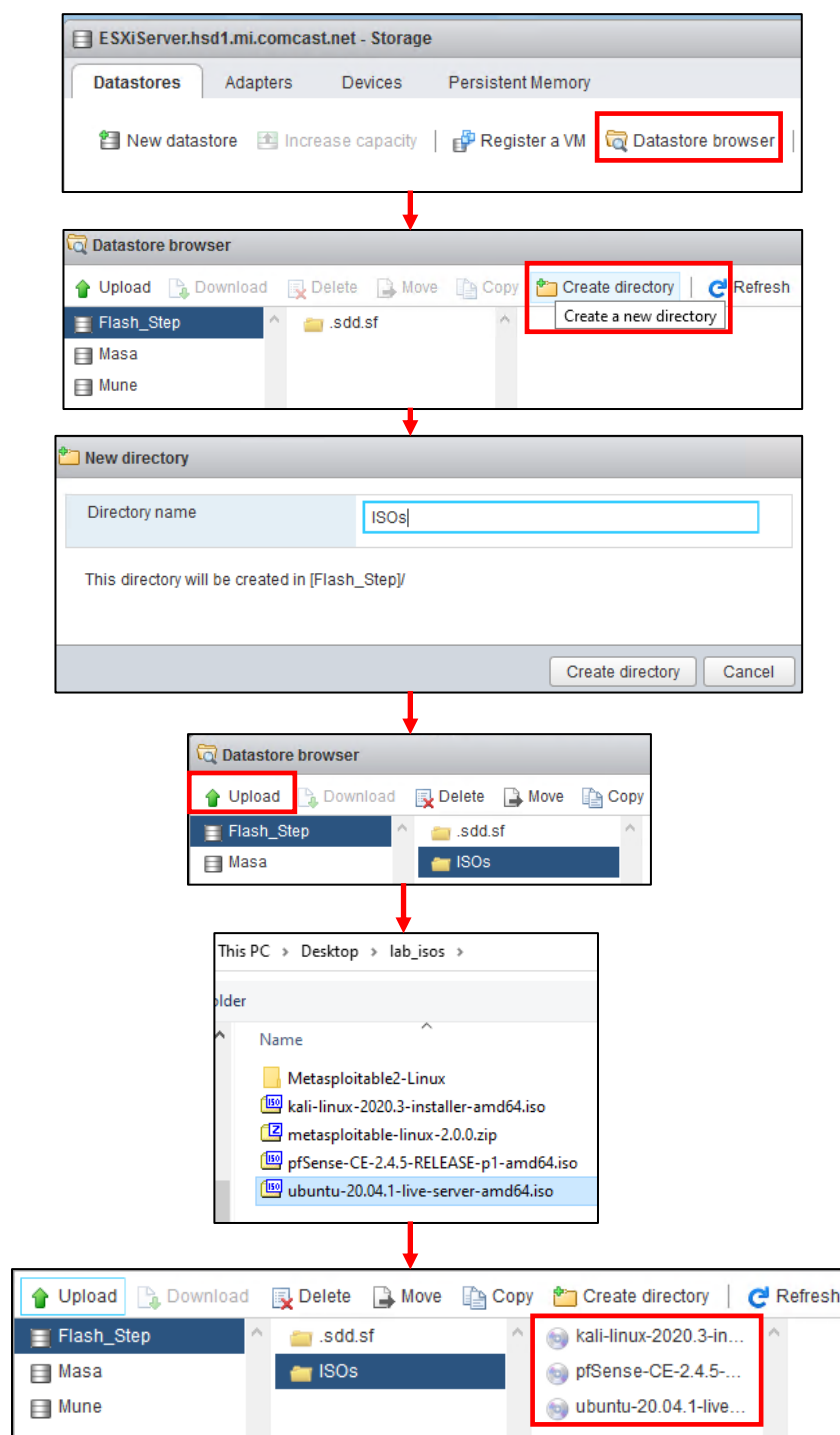 ESXiServer.hsd1.mi.comcast.net - Storage
Datastores Adapters Devices Persistent Memory
New datastore Increase capacity Register a VM Datastore browser
Datastore browser
Upload Download Delete Move Copy Create directory Refresh
Flash_Step .sdd.sf Create a new directory
Masa
Mune
New directory
Directory name ISOs
This directory will be created in [Flash_Step]/
Create directory Cancel
Datastore browser
Upload Download Delete Move Copy
Flash_Step .sdd.sf
Masa ISOs
This PC > Desktop > lab_isos >
older
Name
Metasploitable2-Linux
kali-linux-2020.3-installer-amd64.iso
metasploitable-linux-2.0.0.zip
pfSense-CE-2.4.5-RELEASE-p1-amd64.iso
ubuntu-20.04.1-live-server-amd64.iso
Upload Download Delete Move Copy Create directory Refresh
Flash_Step .sdd.sf kali-linux-2020.3-in...
Masa ISOs pfSense-CE-2.4.5-...
Mune ubuntu-20.04.1-live...